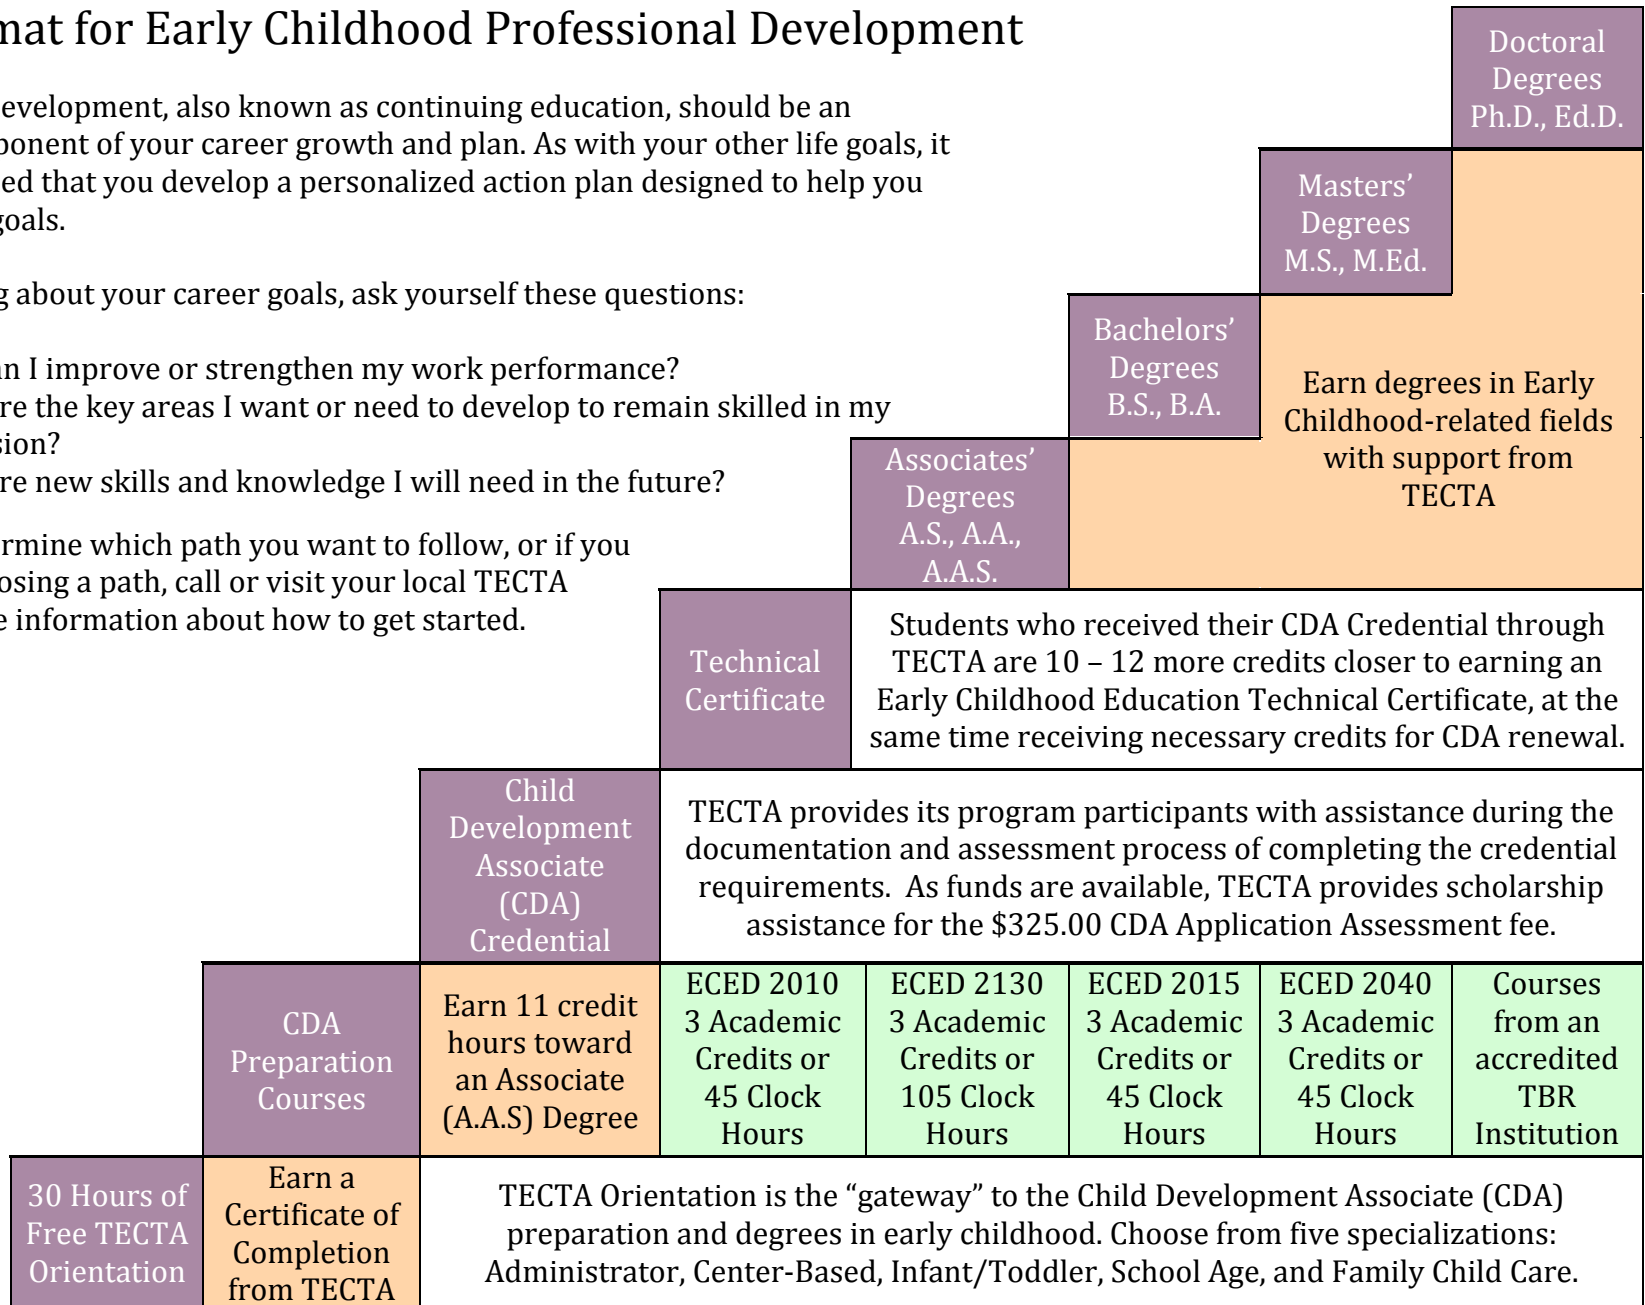 mat for Early Childhood Professional Development
evelopment, also known as continuing education, should be an
ponent of your career growth and plan. As with your other life goals, it
ed that you develop a personalized action plan designed to help you
goals.
g about your career goals, ask yourself these questions:
an I improve or strengthen my work performance?
re the key areas I want or need to develop to remain skilled in my
sion?
re new skills and knowledge I will need in the future?
rmine which path you want to follow, or if you
osing a path, call or visit your local TECTA
e information about how to get started.
Doctoral
Degrees
Ph.D., Ed.D.
Masters’
Degrees
M.S., M.Ed.
Bachelors’
Degrees
B.S., B.A.
Earn degrees in Early
Childhood-related fields
with support from
TECTA
Associates’
Degrees
A.S., A.A.,
A.A.S.
Technical
Certificate
Students who received their CDA Credential through
TECTA are 10 – 12 more credits closer to earning an
Early Childhood Education Technical Certificate, at the
same time receiving necessary credits for CDA renewal.
Child
Development
Associate
(CDA)
Credential
TECTA provides its program participants with assistance during the
documentation and assessment process of completing the credential
requirements.  As funds are available, TECTA provides scholarship
assistance for the $325.00 CDA Application Assessment fee.
CDA
Preparation
Courses
Earn 11 credit
hours toward
an Associate
(A.A.S) Degree
ECED 2010
3 Academic
Credits or
45 Clock
Hours
ECED 2130
3 Academic
Credits or
105 Clock
Hours
ECED 2015
3 Academic
Credits or
45 Clock
Hours
ECED 2040
3 Academic
Credits or
45 Clock
Hours
Courses
from an
accredited
TBR
Institution
30 Hours of
Free TECTA
Orientation
Earn a
Certificate of
Completion
from TECTA
TECTA Orientation is the “gateway” to the Child Development Associate (CDA)
preparation and degrees in early childhood. Choose from five specializations:
Administrator, Center-Based, Infant/Toddler, School Age, and Family Child Care.